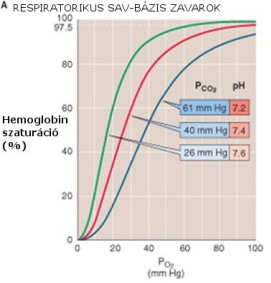 A RESPIRATORIKUS SAV-BÁZIS ZAVAROK
100
97.5
80
60
40
20
0
Hemoglobin
szaturáció
(%)
PCO2 pH
61 mm Hg 7.2
40 mm Hg 7.4
26 mm Hg 7.6
0 20 40 60 80 100
PO2
(mm Hg)